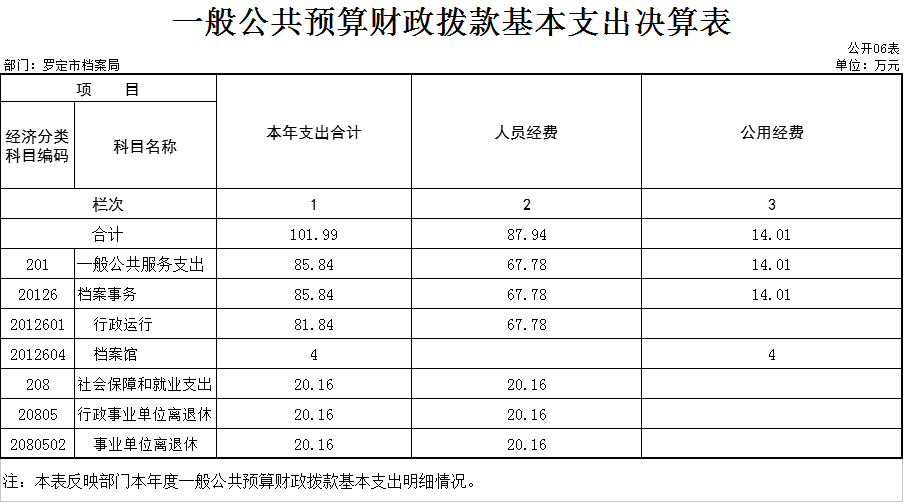 一般公共预算财政拨款基本支出决算表
公开06表
部门：罗定市档案局 单位：万元
项 目 本年支出合计 人员经费 公用经费
经济分类科目编码 科目名称
栏次 1 2 3
合计 101.99 87.94 14.01
201 一般公共服务支出 85.84 67.78 14.01
20126 档案事务 85.84 67.78 14.01
2012601 行政运行 81.84 67.78
2012604 档案馆 4 4
208 社会保障和就业支出 20.16 20.16
20805 行政事业单位离退休 20.16 20.16
2080502 事业单位离退休 20.16 20.16
注：本表反映部门本年度一般公共预算财政拨款基本支出明细情况。